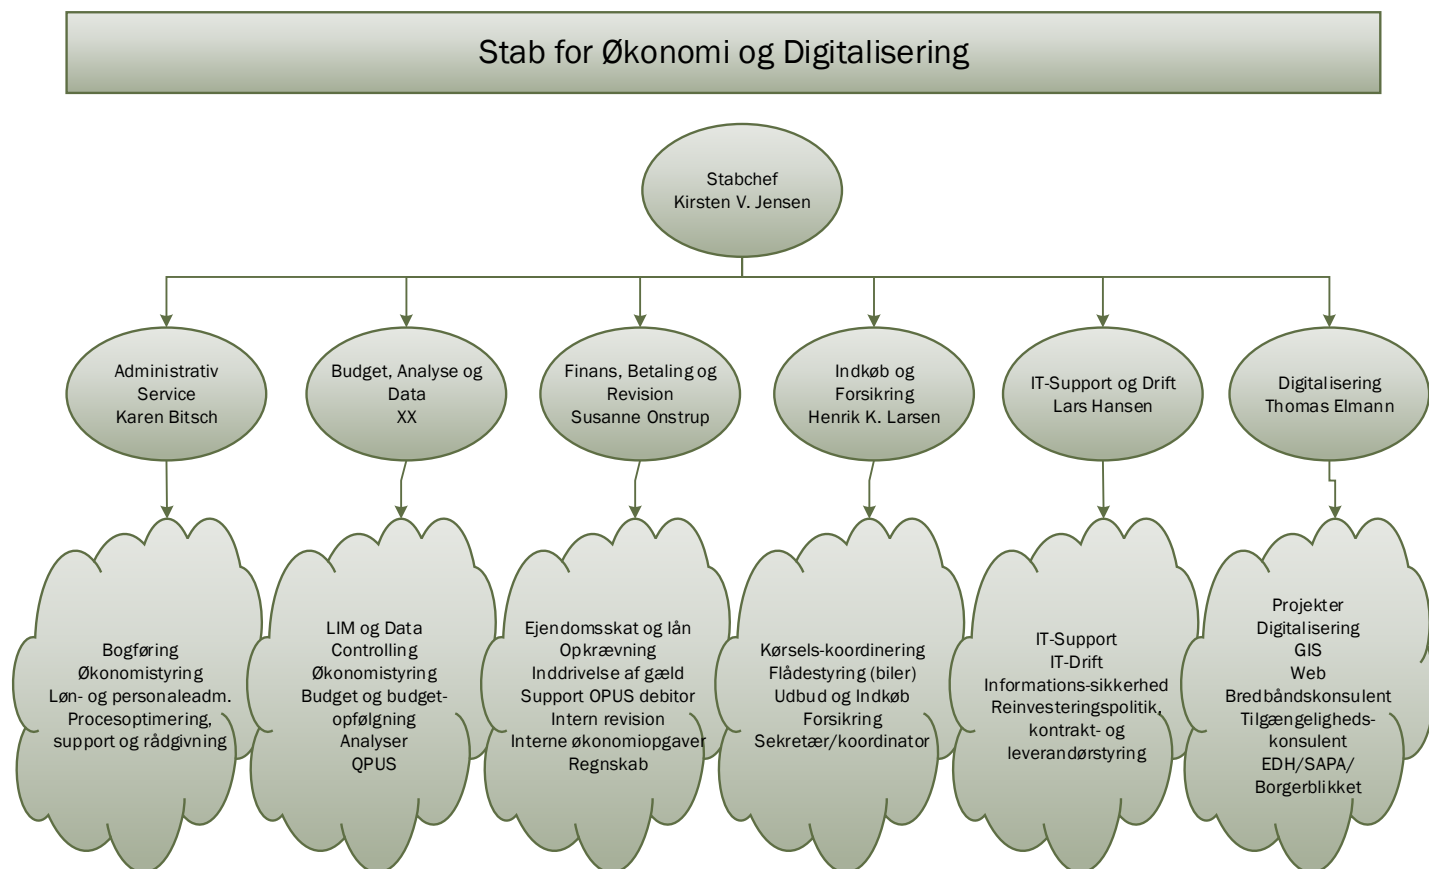 Stab for Økonomi og Digitalisering
Stabchef
Kirsten V. Jensen
Administrativ
Service
Karen Bitsch
Budget, Analyse og
Data
XX
Finans, Betaling og
Revision
Susanne Onstrup
Indkøb og
Forsikring
Henrik K. Larsen
IT-Support og Drift
Lars Hansen
Digitalisering
Thomas Elmann
Bogføring
Økonomistyring
Løn- og personaleadm.
Procesoptimering,
support og rådgivning
LIM og Data
Controlling
Økonomistyring
Budget og budget-
opfølgning
Analyser
QPUS
Ejendomsskat og lån
Opkrævning
Inddrivelse af gæld
Support OPUS debitor
Intern revision
Interne økonomiopgaver
Regnskab
Kørsels-koordinering
Flådestyring (biler)
Udbud og Indkøb
Forsikring
Sekretær/koordinator
IT-Support
IT-Drift
Informations-sikkerhed
Reinvesteringspolitik,
kontrakt- og
leverandørstyring
Projekter
Digitalisering
GIS
Web
Bredbåndskonsulent
Tilgængeligheds-
konsulent
EDH/SAPA/
Borgerblikket